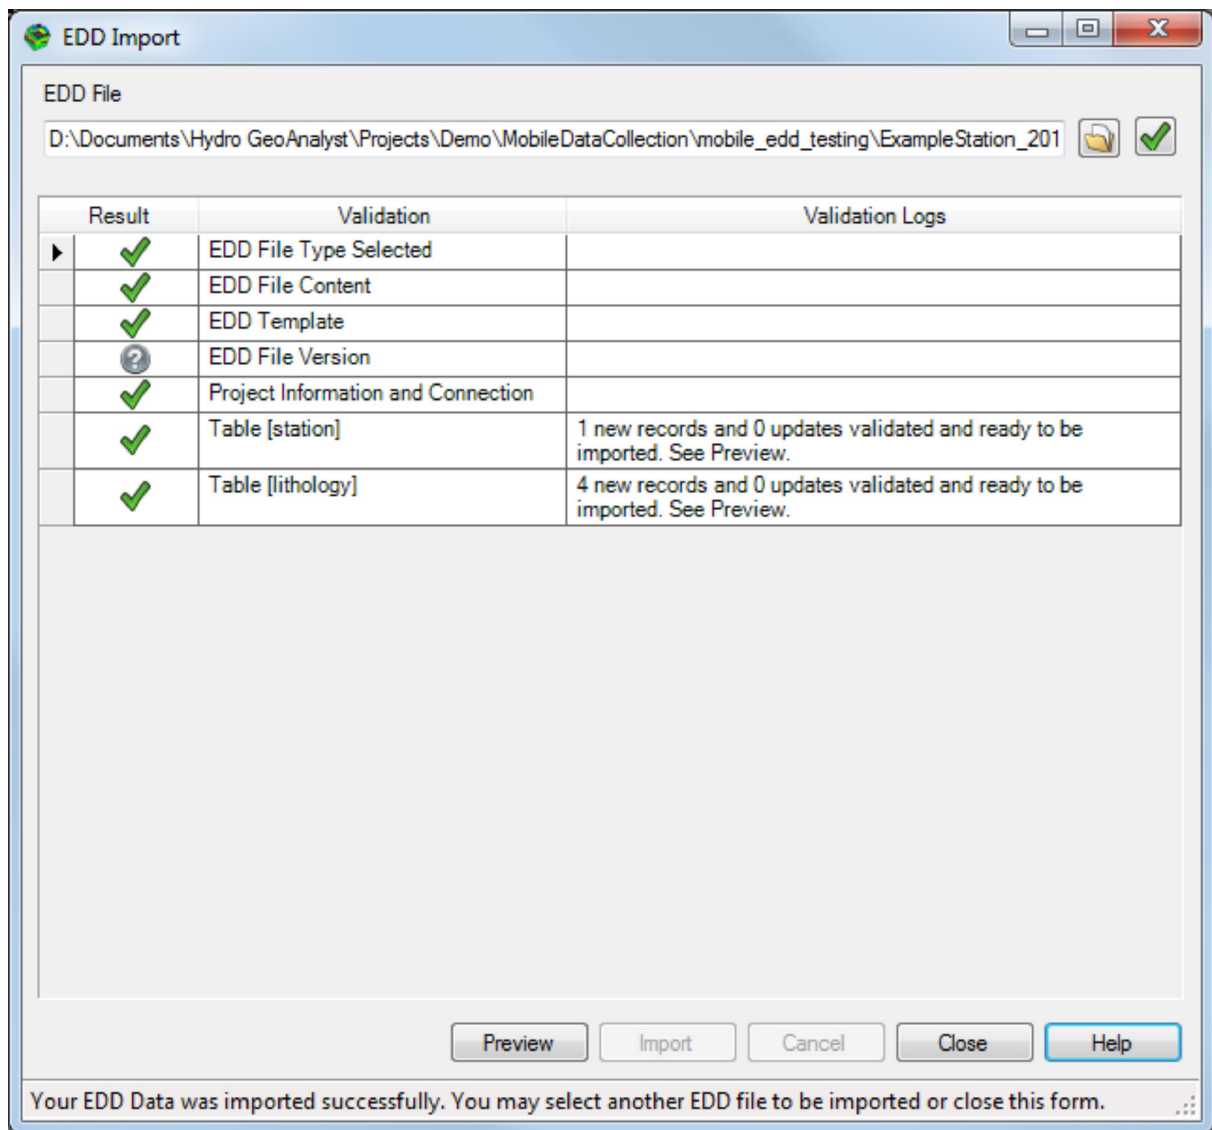 EDD Import
EDD File
D:\Documents\Hydro GeoAnalyst\Projects\Demo\MobileDataCollection\mobile_edd_testing\ExampleStation_201
Result Validation Validation Logs
EDD File Type Selected
EDD File Content
EDD Template
EDD File Version
Project Information and Connection
Table [station] 1 new records and 0 updates validated and ready to be
imported. See Preview.
Table [lithology] 4 new records and 0 updates validated and ready to be
imported. See Preview.
Preview Import Cancel Close Help
Your EDD Data was imported successfully. You may select another EDD file to be imported or close this form.